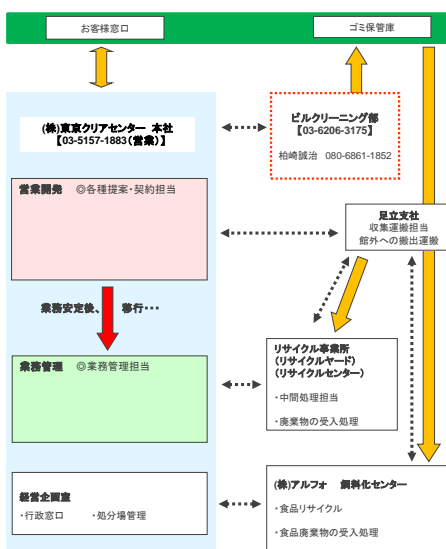 お客様窓口
ゴミ保管庫
(株)東京クリアセンター 本社
【03-5157-1883(営業)】
ビルクリーニング部
【03-6206-3175】
柏崎誠治 080-6861-1852
営業開発 ◎各種提案・契約担当
足立支社
収集運搬担当
館外への搬出運搬
業務安定後、 移行…
業務管理 ◎業務管理担当
リサイクル事業所
(リサイクルヤード)
(リサイクルセンター)
・中間処理担当
・廃棄物の受入処理
経営企画室
・行政窓口 ・処分場管理
(株)アルフォ 飼料化センター
・食品リサイクル
・食品廃棄物の受入処理